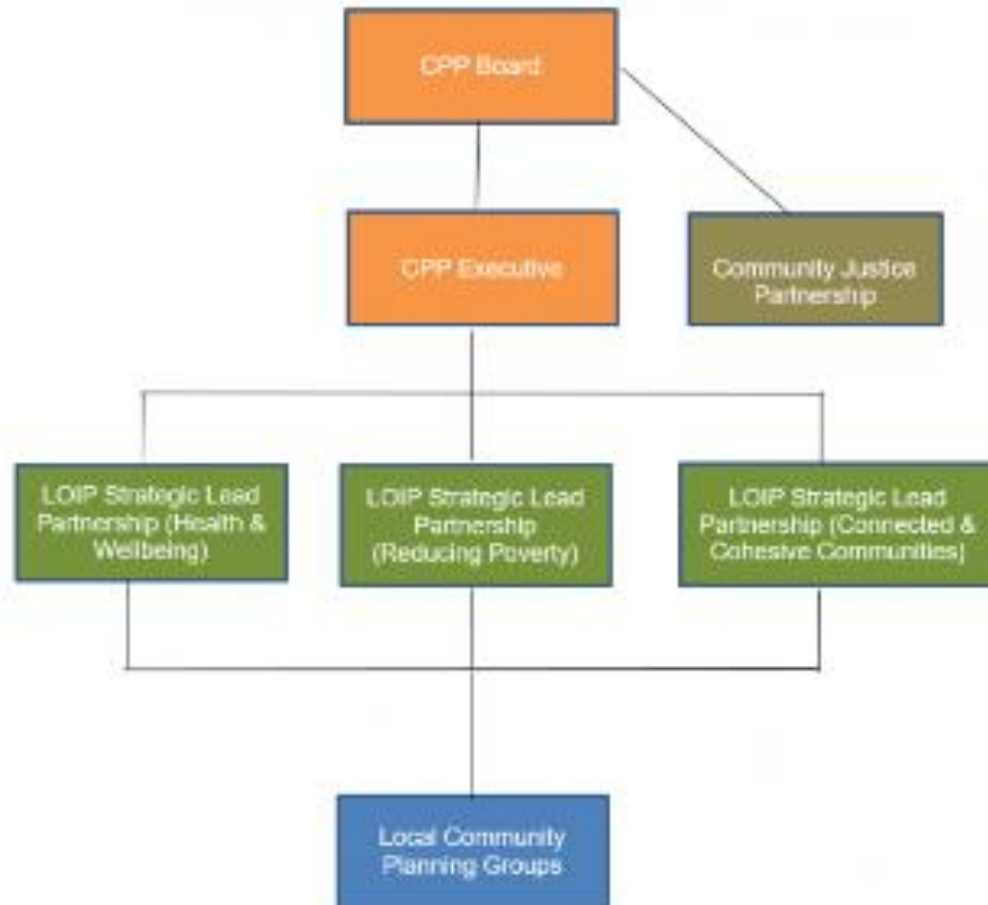 CPP Board
CPP Executive
Community Justice
Partnership
LOIP Strategic Lead
Partnership (Health &
Wellbeing)
LOIP Strategic Lead
Partnership
(Reducing Poverty)
LOIP Strategic Lead
Partnership (Connected &
Cohesive Communities)
Local Community
Planning Groups